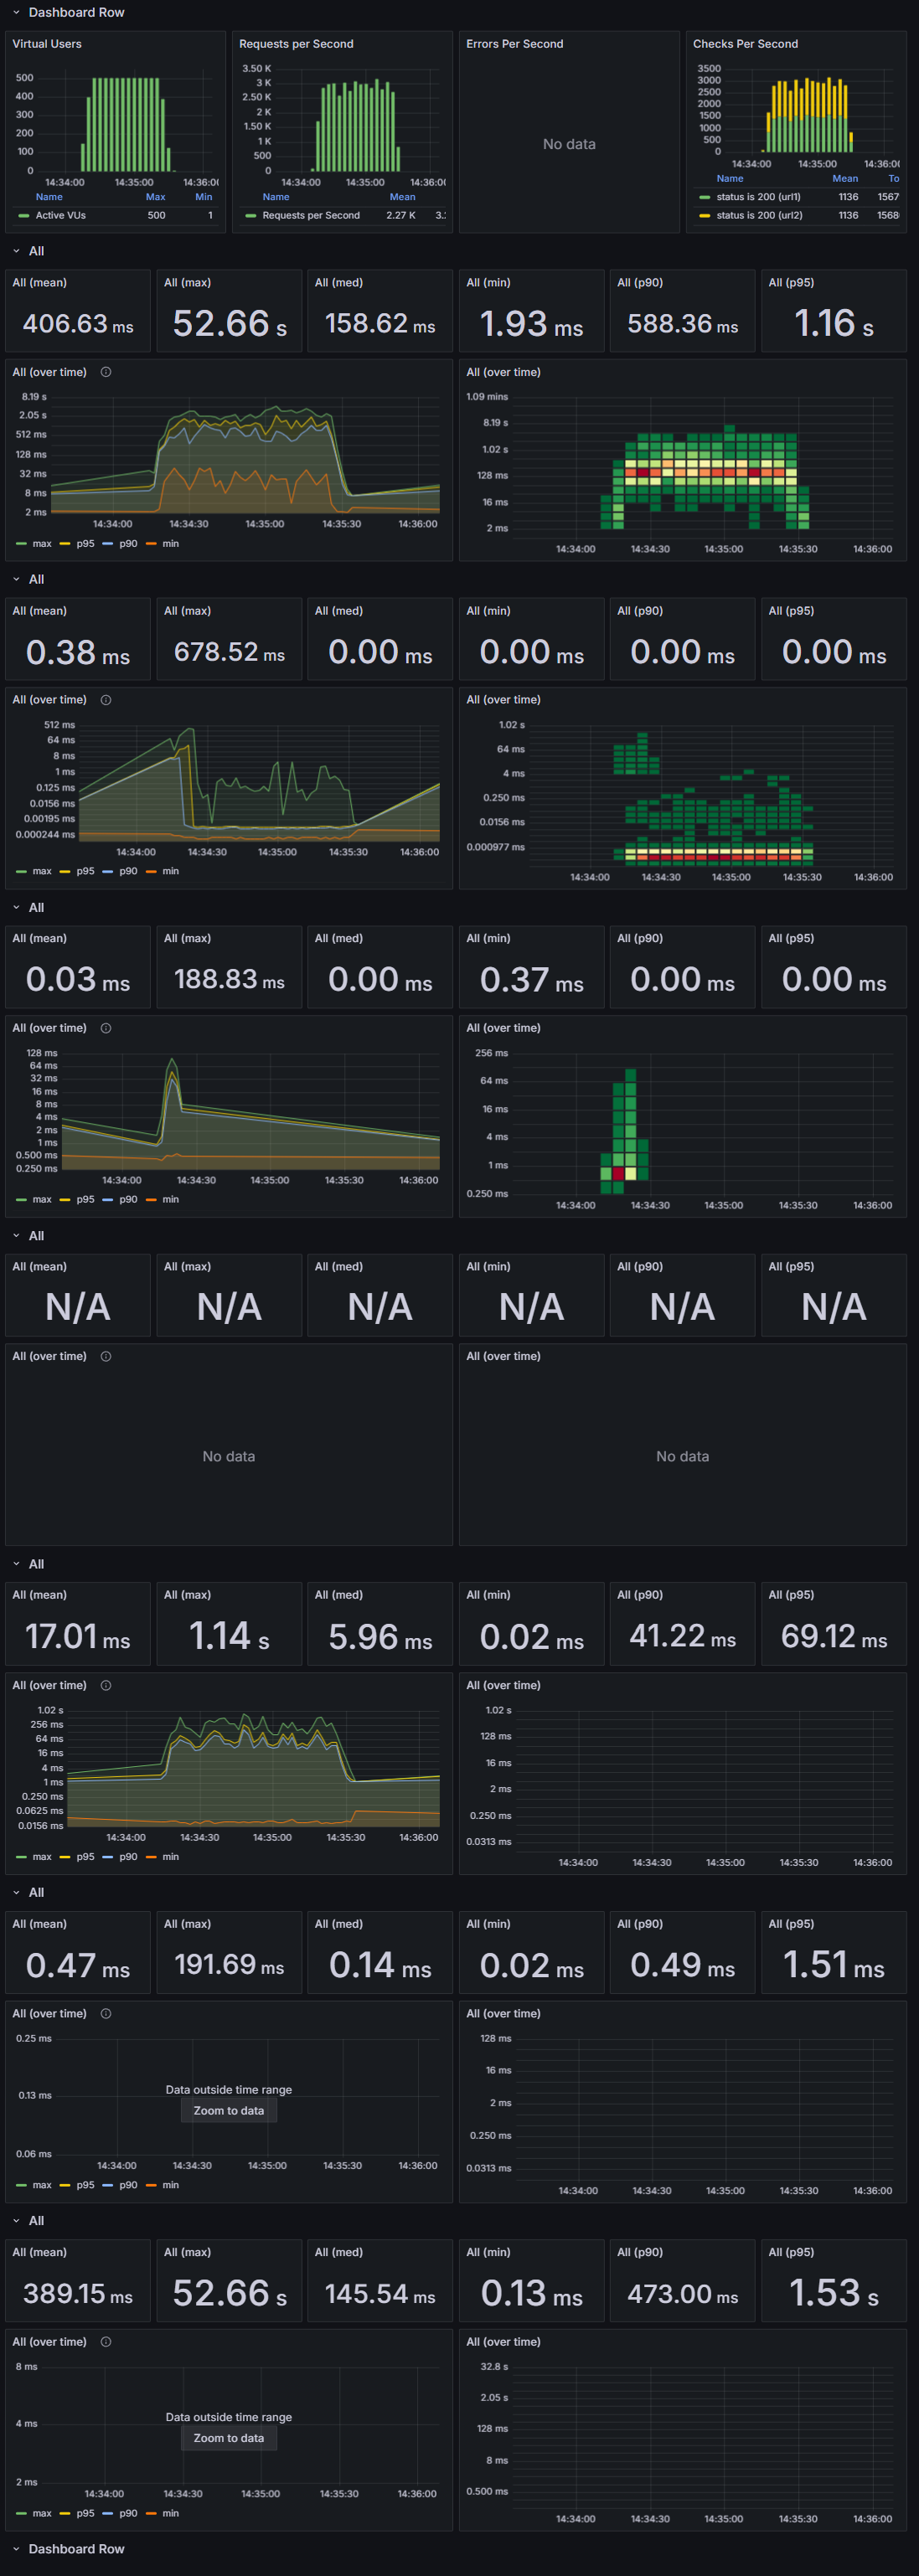 Dashboard Row
Virtual Users
Requests per Second
Errors Per Second
Checks Per Second
500
400
300
200
100
0
14:34:00 14:35:00 14:36:0
Name Max Min
Active VUs 500 1
3.50 K
3 K
2.50 K
2 K
1.50 K
1 K
500
0
14:34:00 14:35:00 14:36:0
Name Mean
Requests per Second 2.27 K 3.
No data
3500
3000
2500
2000
1500
1000
500
0
14:34:00 14:35:00 14:36:0
Name Mean To
status is 200 (url1) 1136 1567
status is 200 (url2) 1136 1568
All
All (mean) All (max) All (med) All (min) All (p90) All (p95)
406.63 ms 52.66 s 158.62 ms 1.93 ms 588.36 ms 1.16 s
All (over time)
8.19 s
2.05 s
512 ms
128 ms
32 ms
8 ms
2 ms
14:34:00 14:34:30 14:35:00 14:35:30 14:36:00
max p95 p90 min
All (over time)
1.09 mins
8.19 s
1.02 s
128 ms
16 ms
2 ms
14:34:00 14:34:30 14:35:00 14:35:30 14:36:00
All
All (mean) All (max) All (med) All (min) All (p90) All (p95)
0.38 ms 678.52 ms 0.00 ms 0.00 ms 0.00 ms 0.00 ms
All (over time)
512 ms
64 ms
8 ms
1 ms
0.125 ms
0.0156 ms
0.00195 ms
0.000244 ms
14:34:00 14:34:30 14:35:00 14:35:30 14:36:00
max p95 p90 min
All (over time)
1.02 s
64 ms
4 ms
0.250 ms
0.0156 ms
0.000977 ms
14:34:00 14:34:30 14:35:00 14:35:30 14:36:00
All
All (mean) All (max) All (med) All (min) All (p90) All (p95)
0.03 ms 188.83 ms 0.00 ms 0.37 ms 0.00 ms 0.00 ms
All (over time)
128 ms
64 ms
32 ms
16 ms
8 ms
4 ms
2 ms
1 ms
0.500 ms
0.250 ms
14:34:00 14:34:30 14:35:00 14:35:30 14:36:00
max p95 p90 min
All (over time)
256 ms
64 ms
16 ms
4 ms
1 ms
0.250 ms
14:34:00 14:34:30 14:35:00 14:35:30 14:36:00
All
All (mean) All (max) All (med) All (min) All (p90) All (p95)
N/A N/A N/A N/A N/A N/A
All (over time)
No data
All (over time)
No data
All
All (mean) All (max) All (med) All (min) All (p90) All (p95)
17.01 ms 1.14 s 5.96 ms 0.02 ms 41.22 ms 69.12 ms
All (over time)
1.02 s
256 ms
64 ms
16 ms
4 ms
1 ms
0.250 ms
0.0625 ms
0.0156 ms
14:34:00 14:34:30 14:35:00 14:35:30 14:36:00
max p95 p90 min
All (over time)
1.02 s
128 ms
16 ms
2 ms
0.250 ms
0.0313 ms
14:34:00 14:34:30 14:35:00 14:35:30 14:36:00
All
All (mean) All (max) All (med) All (min) All (p90) All (p95)
0.47 ms 191.69 ms 0.14 ms 0.02 ms 0.49 ms 1.51 ms
All (over time)
0.25 ms
0.13 ms
0.06 ms
Data outside time range
Zoom to data
14:34:00 14:34:30 14:35:00 14:35:30 14:36:00
max p95 p90 min
All (over time)
128 ms
16 ms
2 ms
0.250 ms
0.0313 ms
14:34:00 14:34:30 14:35:00 14:35:30 14:36:00
All
All (mean) All (max) All (med) All (min) All (p90) All (p95)
389.15 ms 52.66 s 145.54 ms 0.13 ms 473.00 ms 1.53 s
All (over time)
8 ms
4 ms
2 ms
Data outside time range
Zoom to data
14:34:00 14:34:30 14:35:00 14:35:30 14:36:00
max p95 p90 min
All (over time)
32.8 s
2.05 s
128 ms
8 ms
0.500 ms
14:34:00 14:34:30 14:35:00 14:35:30 14:36:00
Dashboard Row